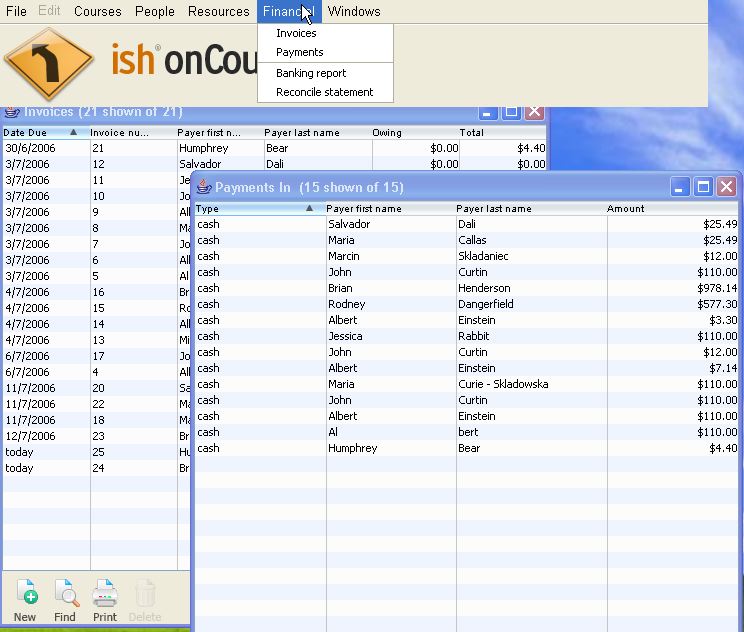 File Edit Courses People Resources Financial Windows
Invoices
Payments
Banking report
Reconcile statement
ish® onCou
Invoices (21 shown of 21)
Date Due Invoice nu... Payer first n... Payer last name Owing Total
30/6/2006 21 Humphrey Bear $0.00 $4.40
3/7/2006 12 Salvador Dali $0.00 $0.00
3/7/2006 11 Je
3/7/2006 10 Jo
3/7/2006 9 All
3/7/2006 8 Ma
3/7/2006 7 Jo
3/7/2006 6 All
3/7/2006 5 Al
4/7/2006 16 Br
4/7/2006 15 Ro
4/7/2006 14 All
4/7/2006 13 Mi
6/7/2006 17 Jo
6/7/2006 4 All
11/7/2006 20 Sa
11/7/2006 22 Ma
11/7/2006 18 Ma
12/7/2006 23 Br
today 25 Hu
today 24 Br
New Find Print Delete
Payments In (15 shown of 15)
Type Payer first name Payer last name Amount
cash Salvador Dali $25.49
cash Maria Callas $25.49
cash Marcin Skladaniec $12.00
cash John Curtin $110.00
cash Brian Henderson $978.14
cash Rodney Dangerfield $577.30
cash Albert Einstein $3.30
cash Jessica Rabbit $110.00
cash John Curtin $12.00
cash Albert Einstein $7.14
cash Maria Curie - Skladowska $110.00
cash John Curtin $110.00
cash Albert Einstein $110.00
cash Al bert $110.00
cash Humphrey Bear $4.40